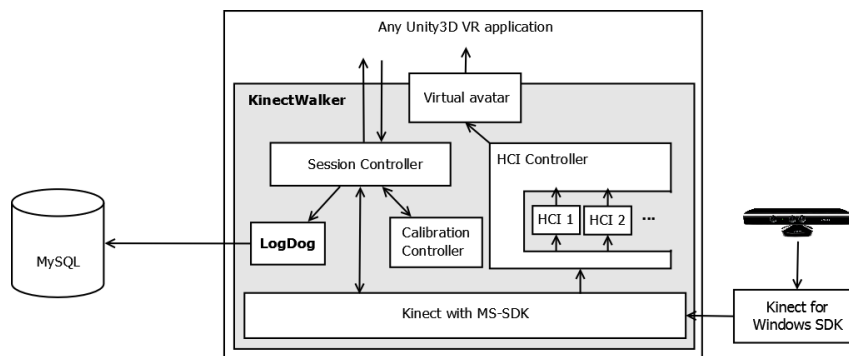 Any Unity3D VR application
Virtual avatar
KinectWalker
Session Controller
HCI Controller
HCI 1
HCI 2
...
LogDog
Calibration
Controller
MySQL
Kinect with MS-SDK
Kinect for
Windows SDK